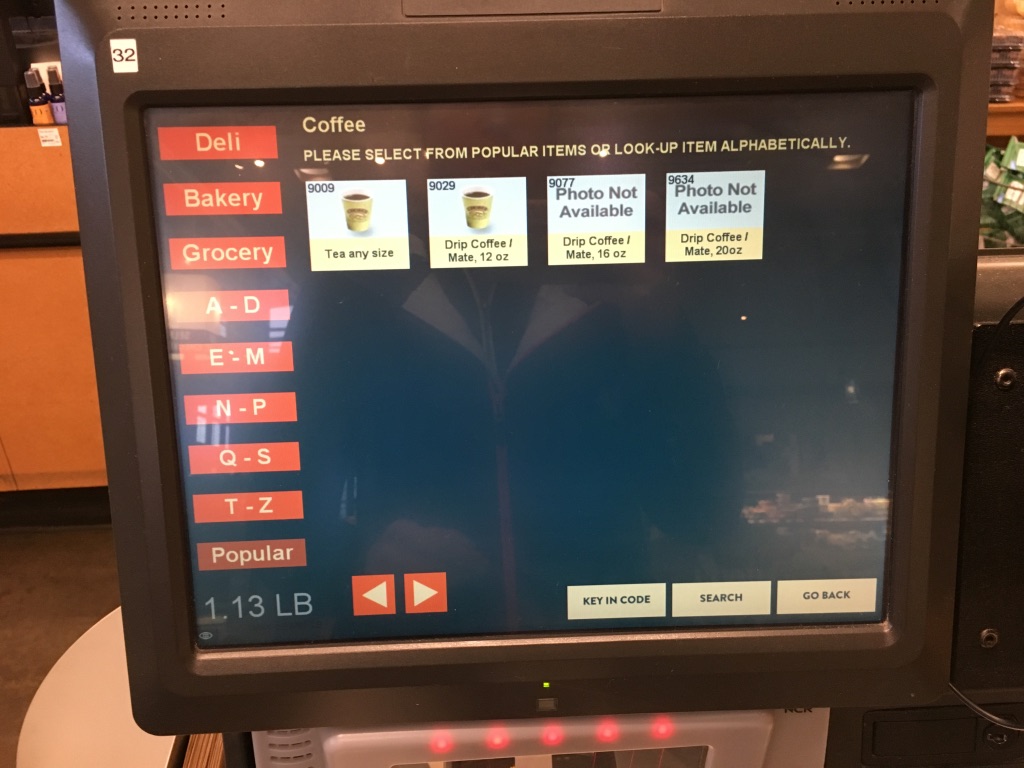 32
Coffee
PLEASE SELECT FROM POPULAR ITEMS OR LOOK-UP ITEM ALPHABETICALLY.
Deli
Bakery
Grocery
A - D
E - M
N - P
Q - S
T - Z
Popular
9009
Tea any size
9029
Drip Coffee /
Mate, 12 oz
9077
Photo Not
Available
Drip Coffee /
Mate, 16 oz
9634
Photo Not
Available
Drip Coffee /
Mate, 20oz
1.13 LB
KEY IN CODE
SEARCH
GO BACK
NCR